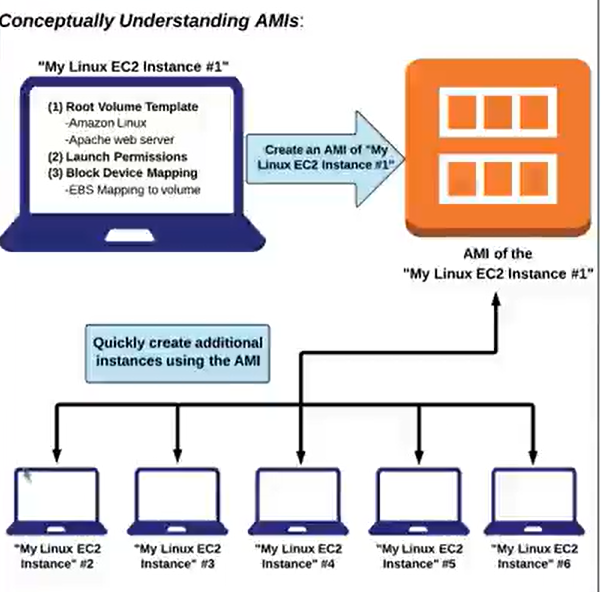 Conceptually Understanding AMIs:
"My Linux EC2 Instance #1"
(1) Root Volume Template
-Amazon Linux
-Apache web server
(2) Launch Permissions
(3) Block Device Mapping
-EBS Mapping to volume
Create an AMI of "My
Linux EC2 Instance #1"
AMI of the
"My Linux EC2 Instance #1"
Quickly create additional
instances using the AMI
"My Linux EC2
Instance" #2
"My Linux EC2
Instance" #3
"My Linux EC2
Instance" #4
"My Linux EC2
Instance" #5
"My Linux EC2
Instance" #6